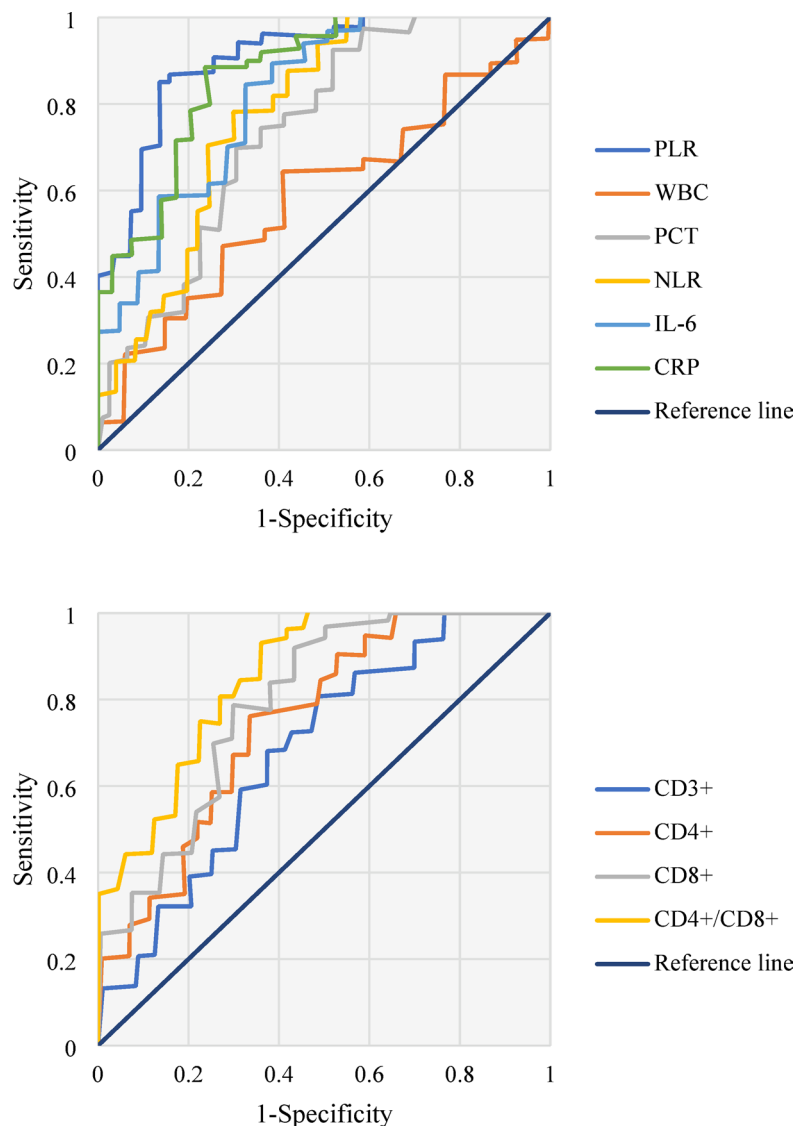 1
0.8
0.6
0.4
0.2
0
Sensitivity
0 0.2 0.4 0.6 0.8 1
1-Specificity
PLR
WBC
PCT
NLR
IL-6
CRP
Reference line
1
0.8
0.6
0.4
0.2
0
Sensitivity
0 0.2 0.4 0.6 0.8 1
1-Specificity
CD3+
CD4+
CD8+
CD4+/CD8+
Reference line